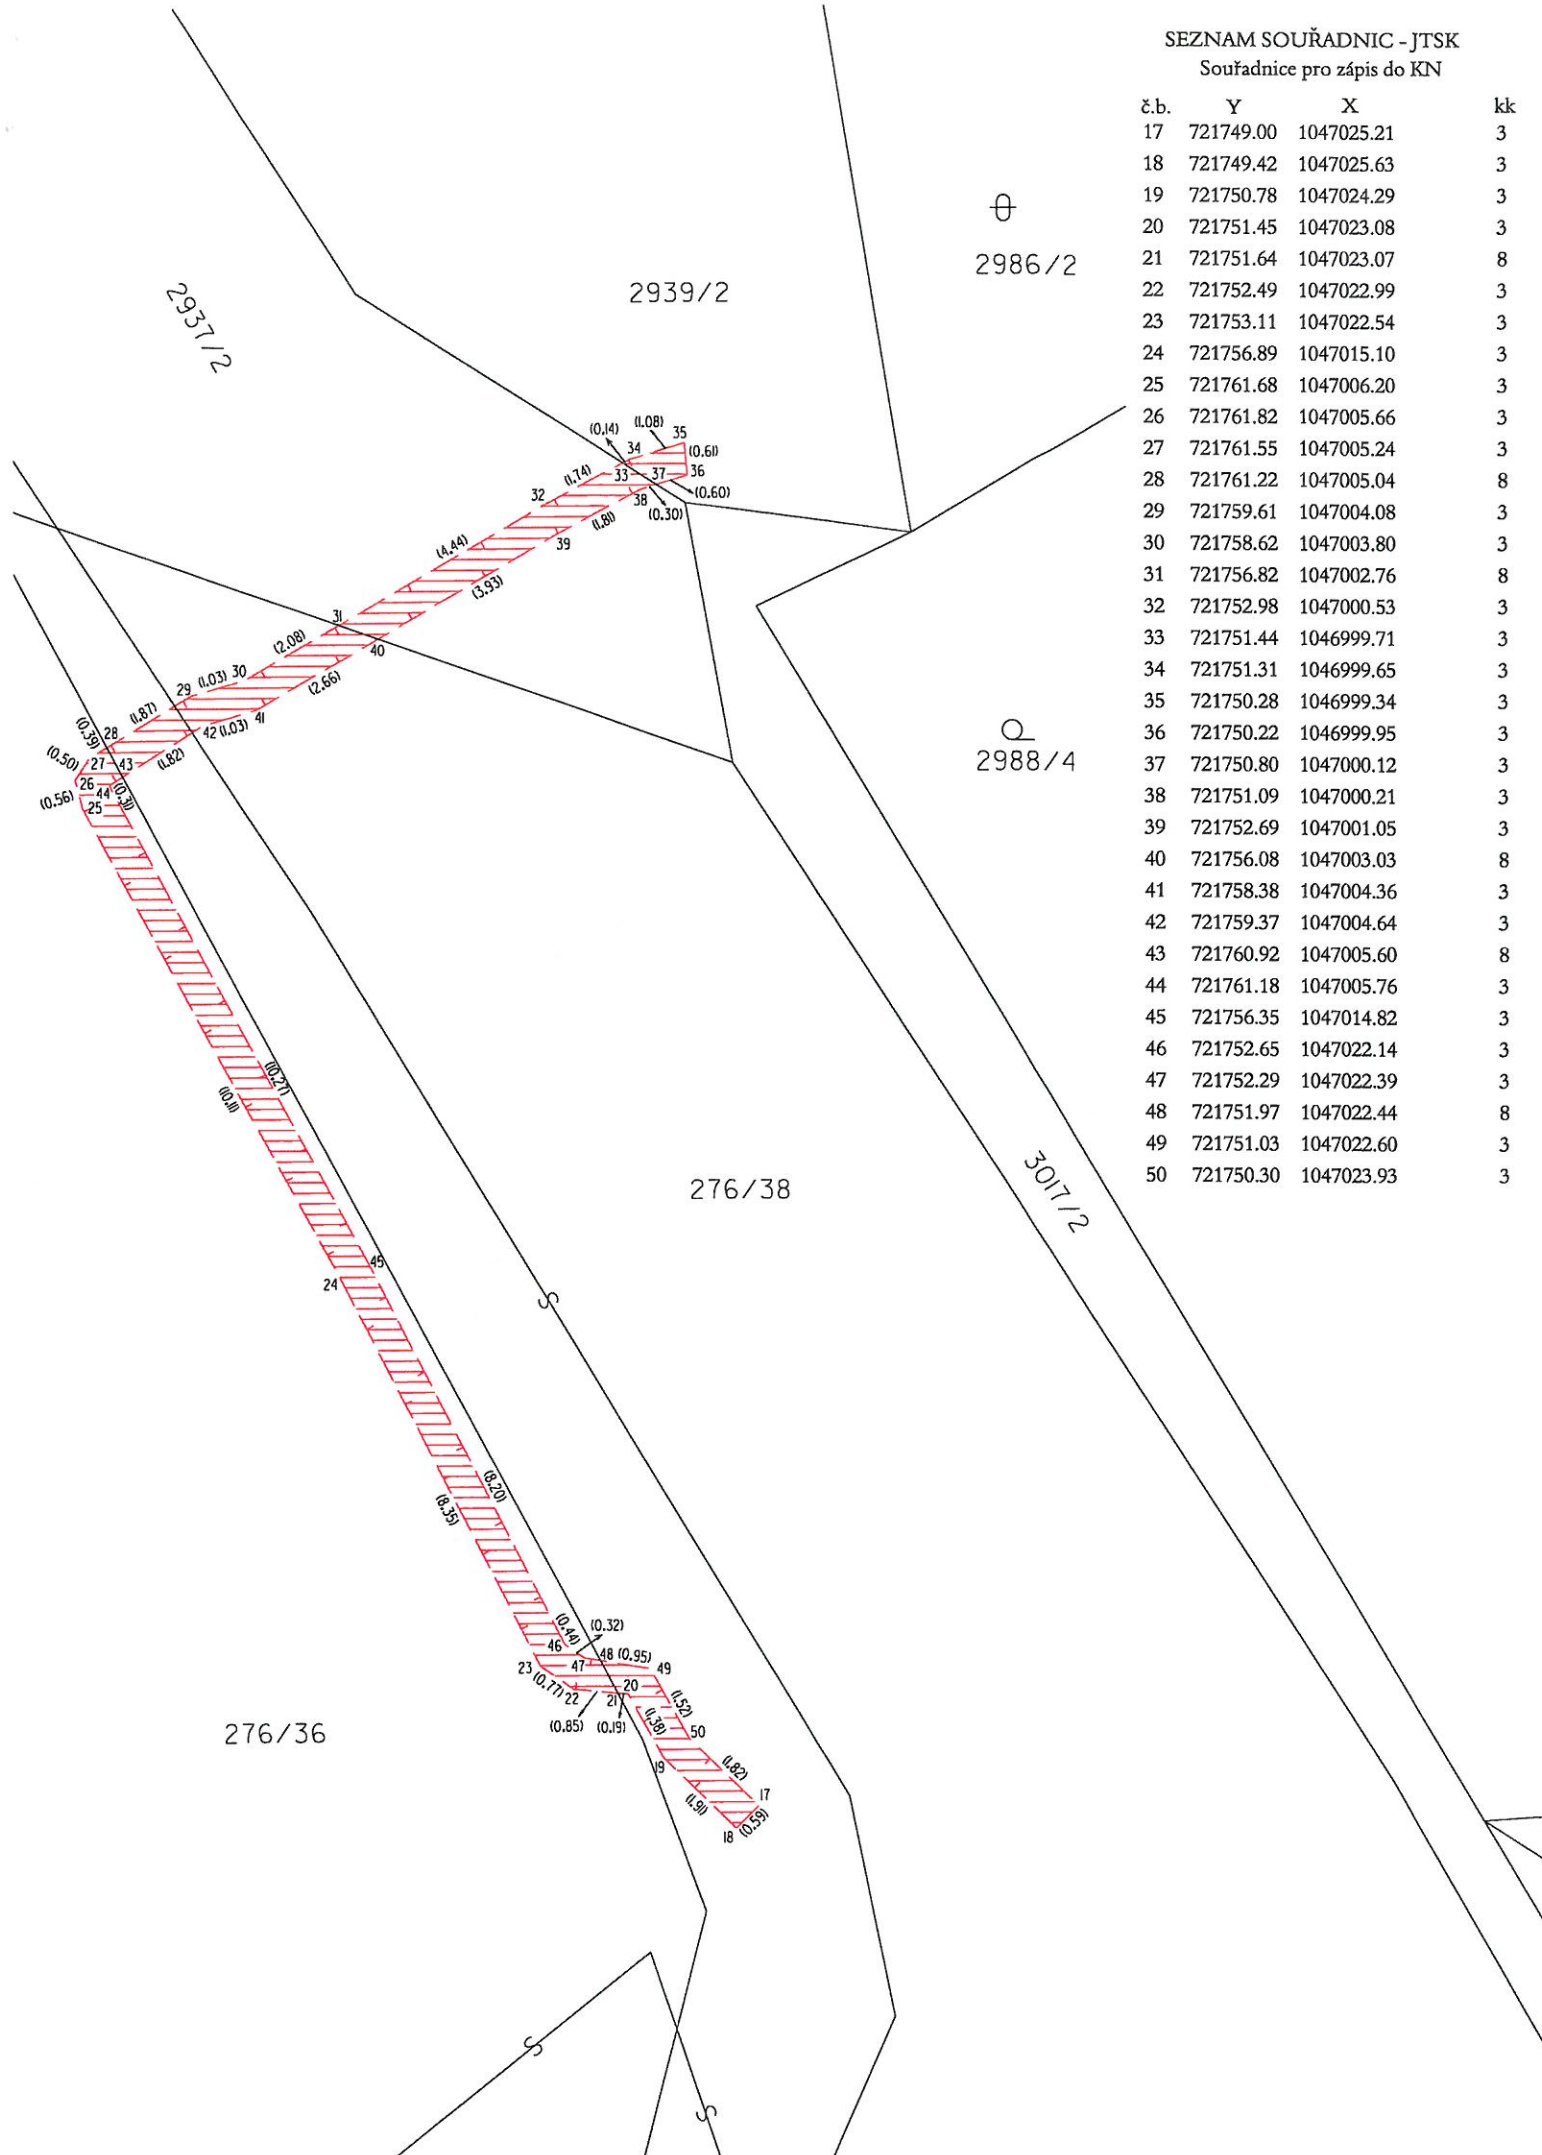 SEZNAM SOUŘADNIC - JTSK
Souřadnice pro zápis do KN
č.b. Y X kk
17 721749.00 1047025.21 3
18 721749.42 1047025.63 3
19 721750.78 1047024.29 3
20 721751.45 1047023.08 3
21 721751.64 1047023.07 8
22 721752.49 1047022.99 3
23 721753.11 1047022.54 3
24 721756.89 1047015.10 3
25 721761.68 1047006.20 3
26 721761.82 1047005.66 3
27 721761.55 1047005.24 3
28 721761.22 1047005.04 8
29 721759.61 1047004.08 3
30 721758.62 1047003.80 3
31 721756.82 1047002.76 8
32 721752.98 1047000.53 3
33 721751.44 1046999.71 3
34 721751.31 1046999.65 3
35 721750.28 1046999.34 3
36 721750.22 1046999.95 3
37 721750.80 1047000.12 3
38 721751.09 1047000.21 3
39 721752.69 1047001.05 3
40 721756.08 1047003.03 8
41 721758.38 1047004.36 3
42 721759.37 1047004.64 3
43 721760.92 1047005.60 8
44 721761.18 1047005.76 3
45 721756.35 1047014.82 3
46 721752.65 1047022.14 3
47 721752.29 1047022.39 3
48 721751.97 1047022.44 8
49 721751.03 1047022.60 3
50 721750.30 1047023.93 3
2986/2
2939/2
2937/2
(0.14)
(1.08)
35
34
(0.61)
(1.74)
33
37
36
(0.60)
32
38
(0.30)
(1.81)
39
(4.44)
(3.93)
31
(2.08)
40
30
(1.03)
29
(2.66)
(1.87)
41
(1.03)
42
28
(0.39)
(1.82)
(0.50)
27
43
26
44
(0.31)
(0.56)
25
2988/4
(10.27)
(10.11)
3017/2
276/38
45
24
(8.20)
(8.35)
(0.44)
(0.32)
46
48
(0.95)
47
49
23
(0.77)
20
22
21
(1.52)
(0.85)
(0.19)
(1.38)
50
276/36
19
(1.82)
17
(1.91)
(0.59)
18